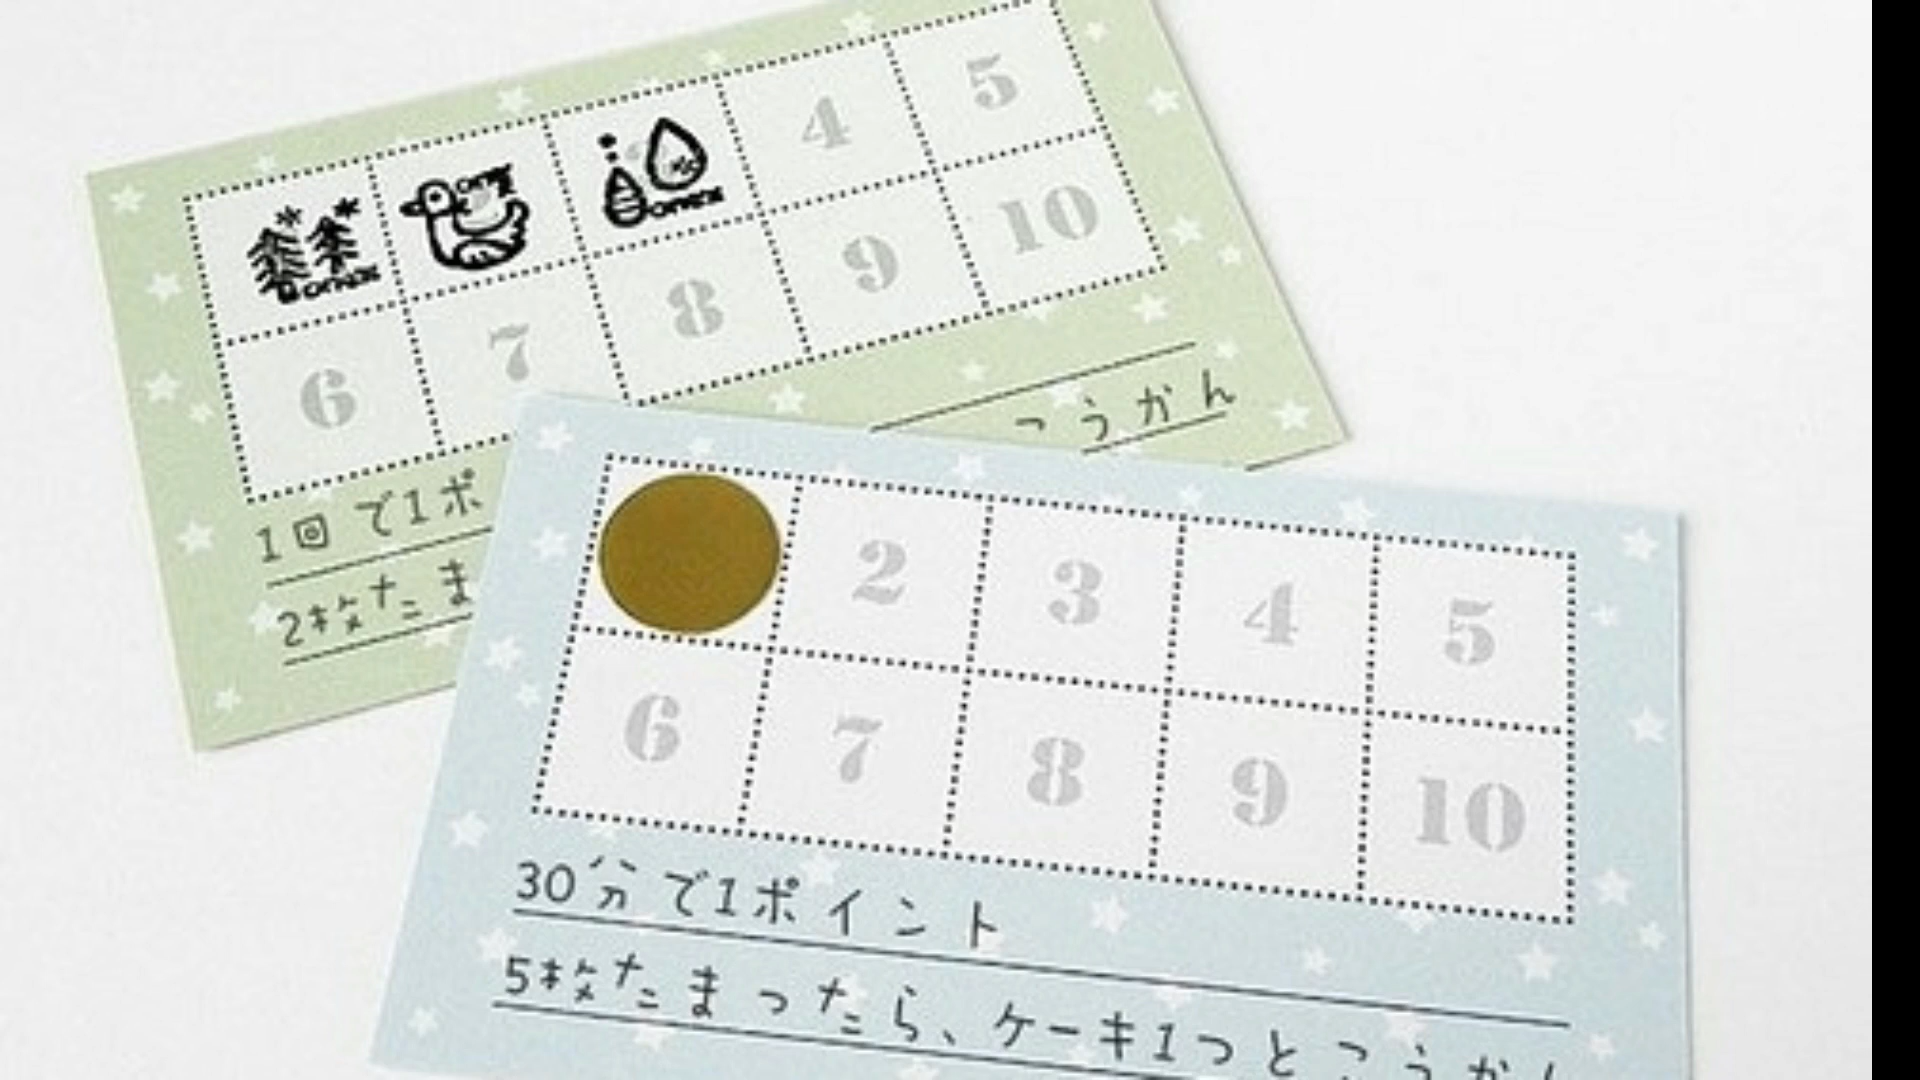 4 5
6 7 8 9 10
こうかん
1回で1ポ
2枚たま
2 3 4 5
6 7 8 9 10
30分で1ポイント
5枚たまったら、ケーキ1つとこうか